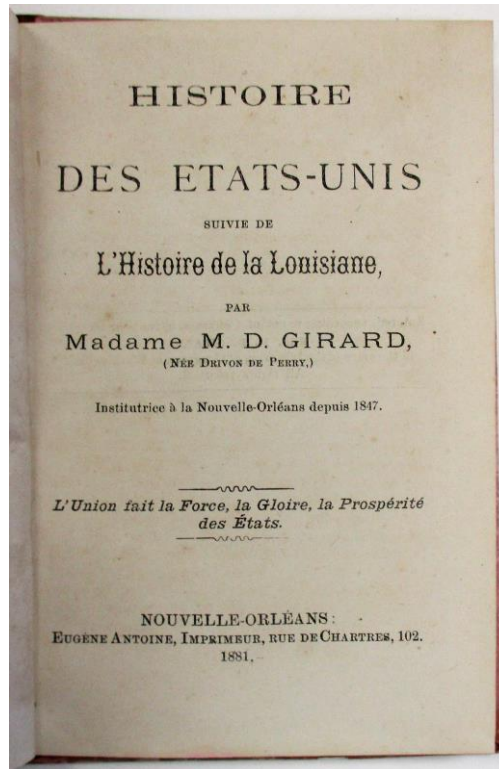 HISTOIRE
DES ETATS-UNIS
SUIVIE DE
L'Histoire de la Lonisiane,
PAR
Madame M. D. GIRARD,
(NÉE DRIVON DE PERRY,)
Institutrice à la Nouvelle-Orléans depuis 1847.
L'Union fait la Force, la Gloire, la Prospérité
des États.
NOUVELLE-ORLÉANS:
EUGÈNE ANTOINE, IMPRIMEUR, RUE DE CHARTRES, 102.
1881.